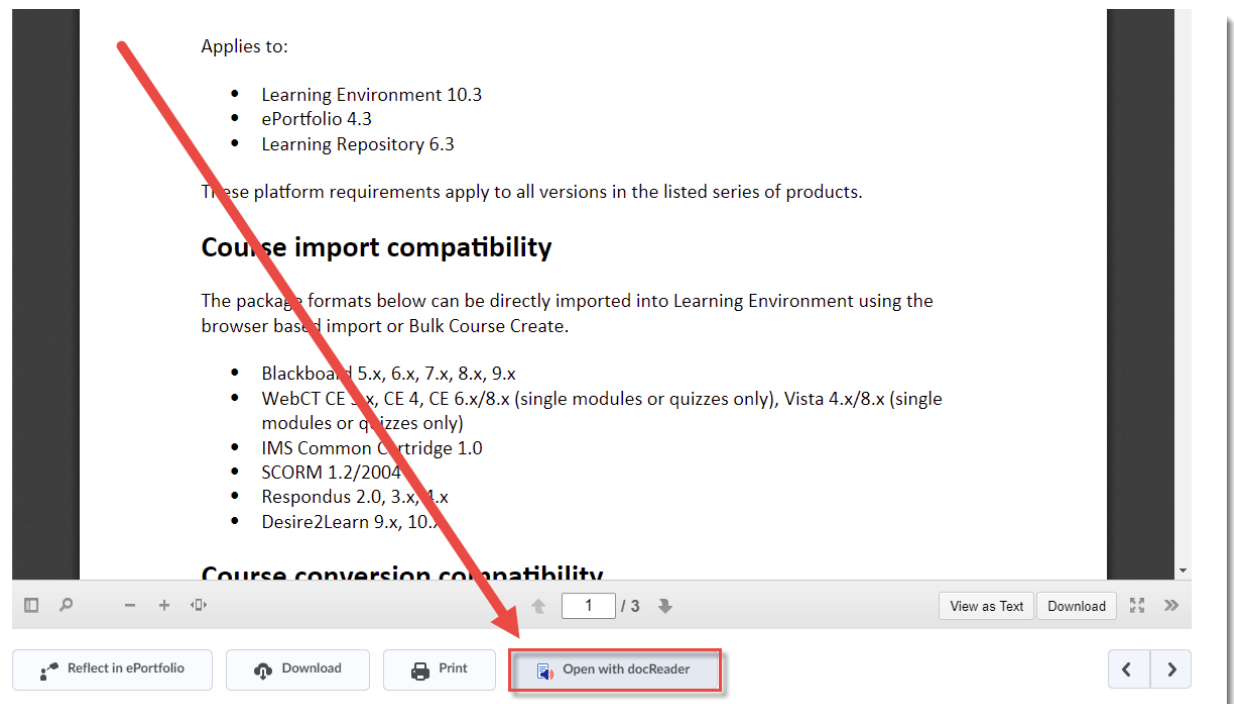 Applies to:
• Learning Environment 10.3
• ePortfolio 4.3
• Learning Repository 6.3
These platform requirements apply to all versions in the listed series of products.
Course import compatibility
The package formats below can be directly imported into Learning Environment using the
browser based import or Bulk Course Create.
• Blackboard 5.x, 6.x, 7.x, 8.x, 9.x
• WebCT CE x, CE 4, CE 6.x/8.x (single modules or quizzes only), Vista 4.x/8.x (single
modules or quizzes only)
• IMS Common Cartridge 1.0
• SCORM 1.2/2004
• Respondus 2.0, 3.x, 4.x
• Desire2Learn 9.x, 10.x
Course conversion compatibility
1 / 3
View as Text
Download
Reflect in ePortfolio
Download
Print
Open with docReader